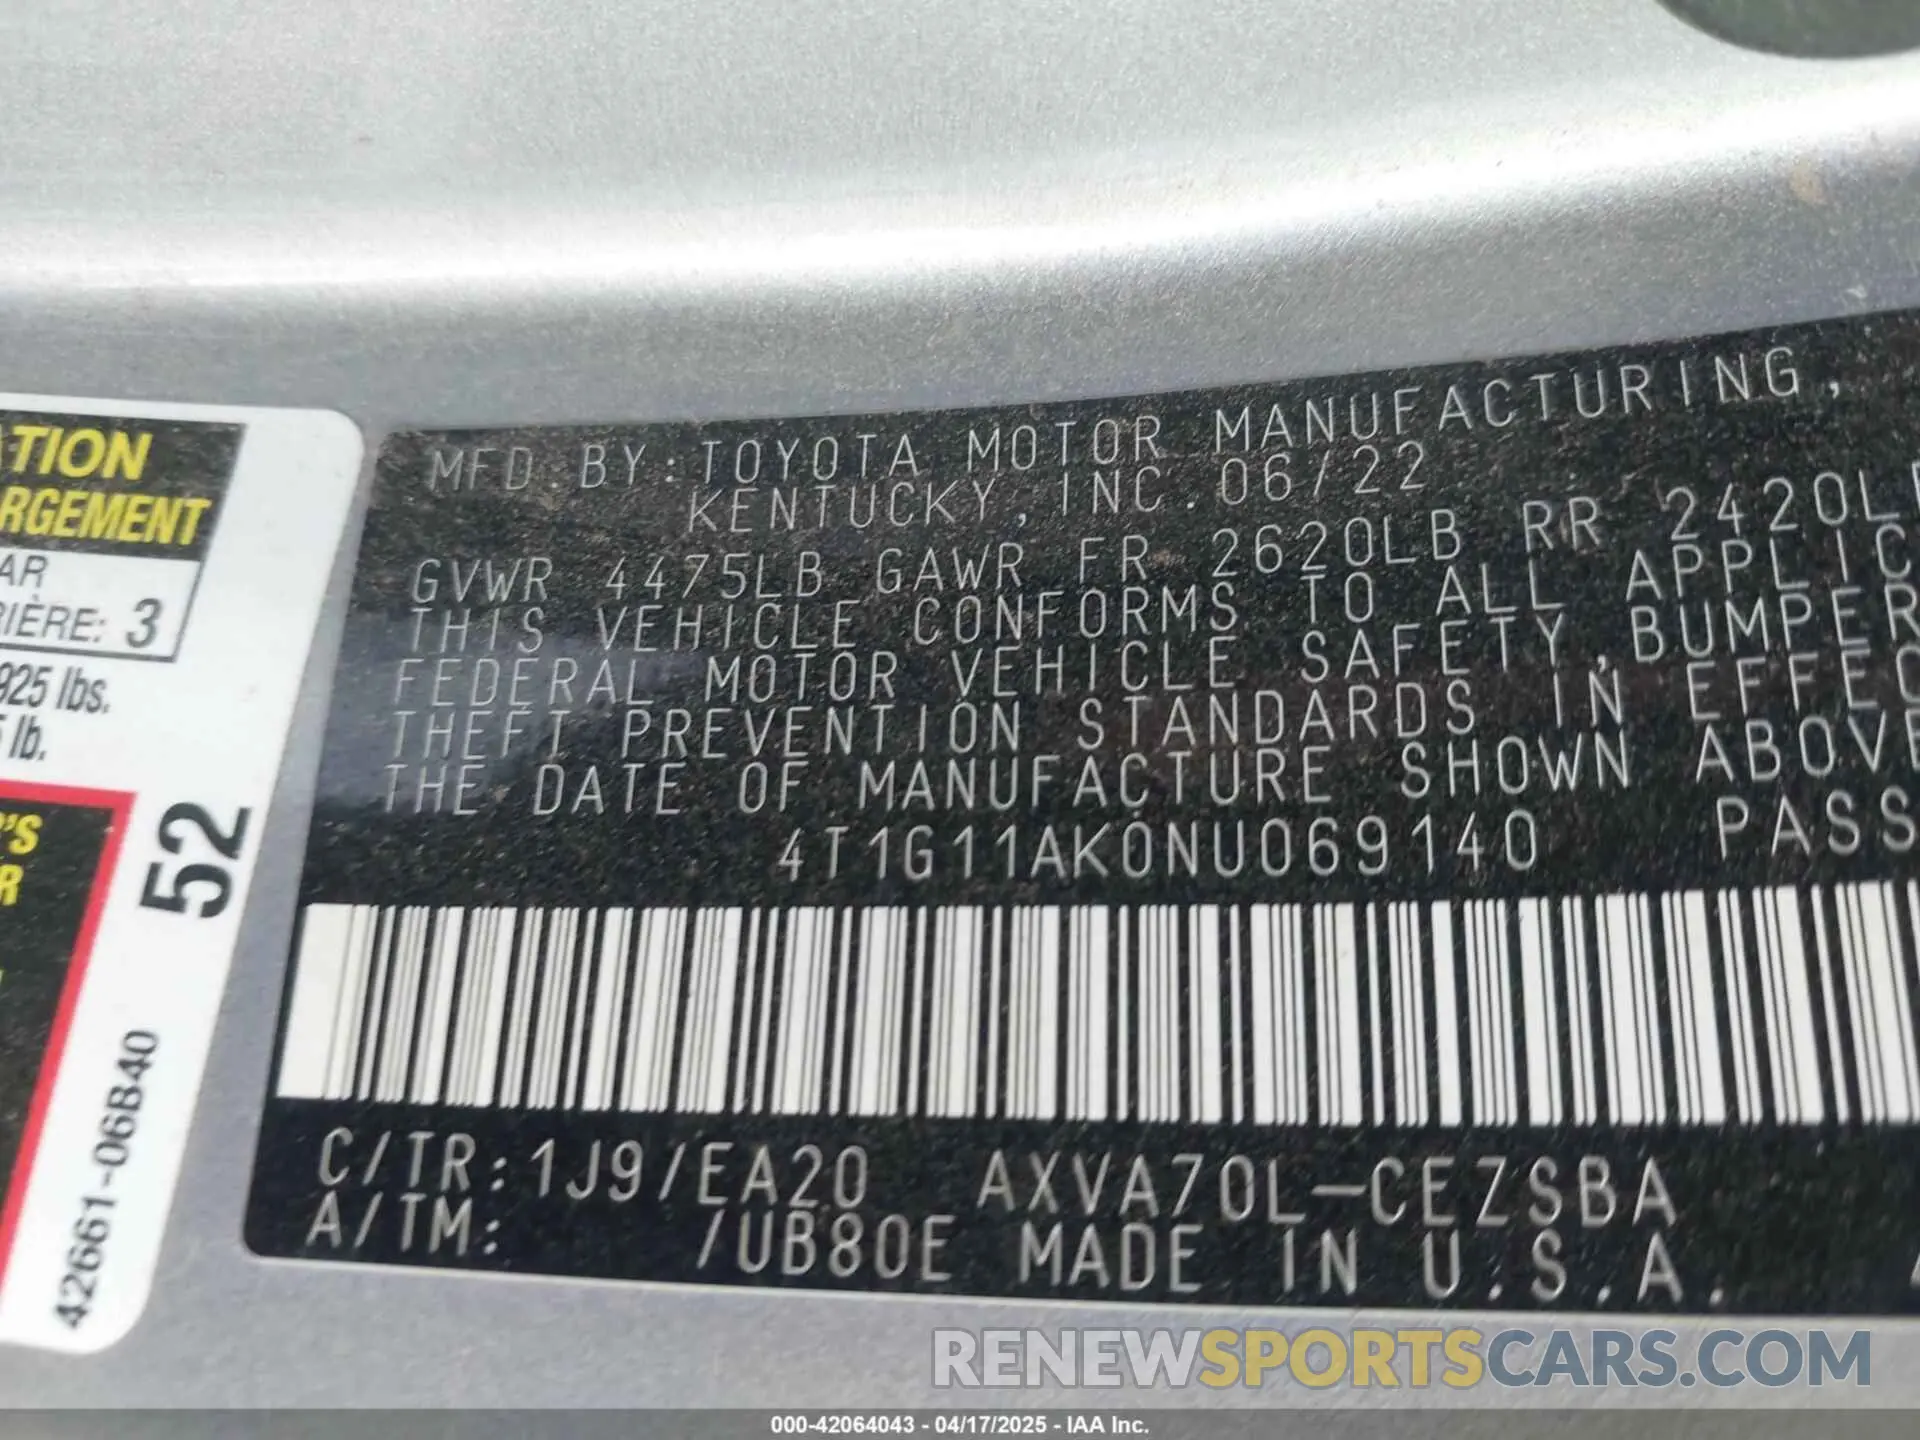 ATION
RGEMENT
AR
RIÈRE: 3
925 lbs.
5 lb.
R'S
R
52
42661-06B40
MFD. BY: TOYOTA MOTOR MANUFACTURING,
KENTUCKY, INC. 06/22
GVWR 4475LB GAWR FR 2620LB RR 2420L
THIS VEHICLE CONFORMS TO ALL APPLIC
FEDERAL MOTOR VEHICLE SAFETY, BUMPER
THEFT PREVENTION STANDARDS IN EFFEC
THE DATE OF MANUFACTURE SHOWN ABOVE
4T1G11AK0NU069140 PASS
C/TR: 1J9/EA20 AXVA70L-CEZSBA
A/TM: /UB80E MADE IN U.S.A.
RENEWSPORTSCARS.COM
000-42064043 - 04/17/2025 - IAA Inc.